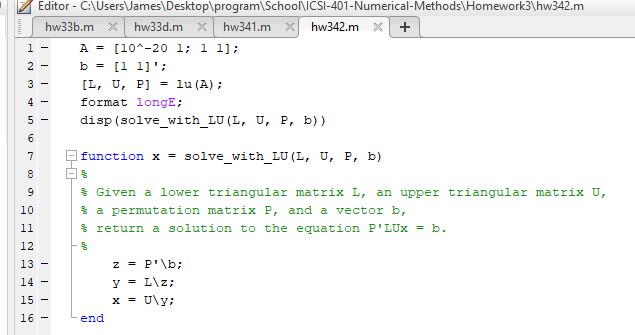 Editor - C:\Users\James\Desktop\program\School\ICSI-401-Numerical-Methods\Homework3\hw342.m
hw33b.m × hw33d.m × hw341.m × hw342.m × +
1 - A = [10^-20 1; 1 1];
2 - b = [1 1]';
3 - [L, U, P] = lu(A);
4 - format longE;
5 - disp(solve_with_LU(L, U, P, b))
6
7 function x = solve_with_LU(L, U, P, b)
8 %
9 % Given a lower triangular matrix L, an upper triangular matrix U,
10 % a permutation matrix P, and a vector b,
11 % return a solution to the equation P'LUx = b.
12 %
13 - z = P'\b;
14 - y = L\z;
15 - x = U\y;
16 - end